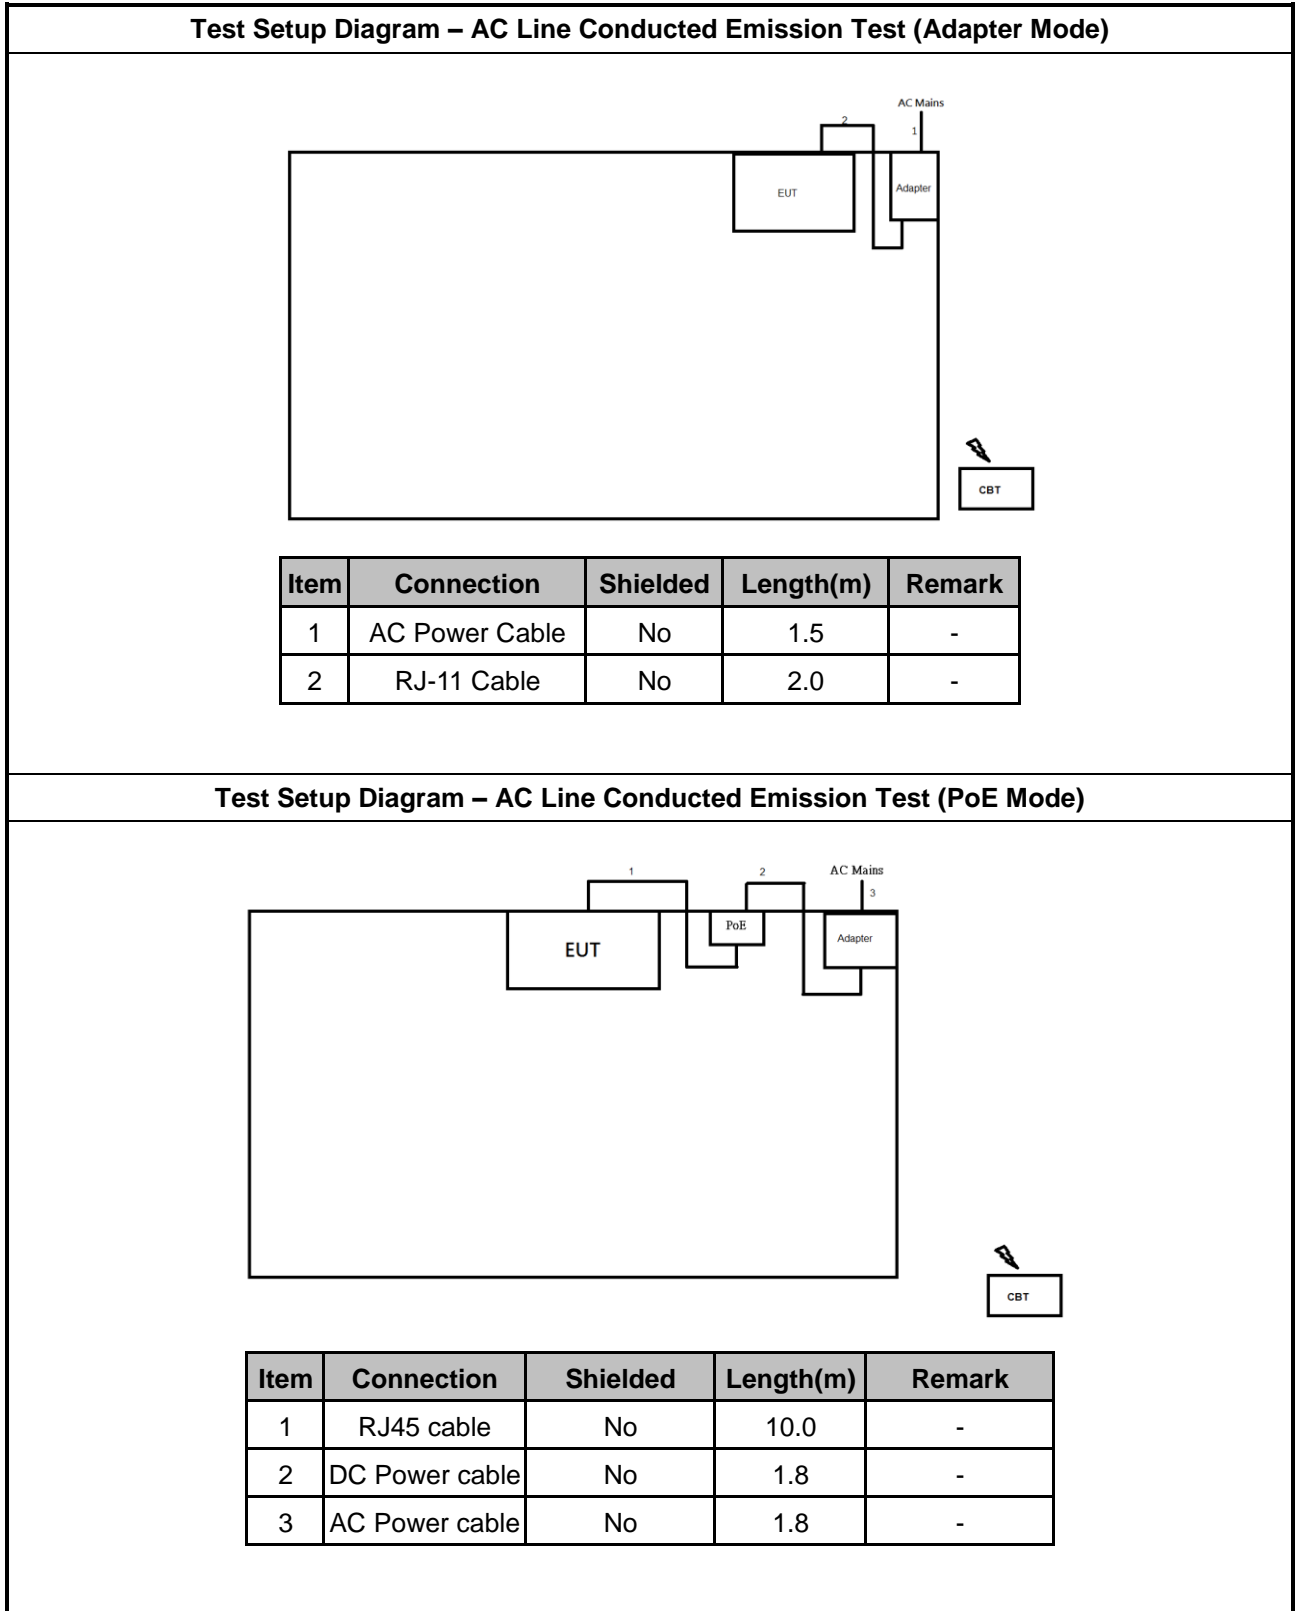 Test Setup Diagram – AC Line Conducted Emission Test (Adapter Mode)
AC Mains
2
1
EUT
Adapter
CBT
Item Connection Shielded Length(m) Remark
1 AC Power Cable No 1.5 -
2 RJ-11 Cable No 2.0 -
Test Setup Diagram – AC Line Conducted Emission Test (PoE Mode)
1 2 AC Mains
3
PoE
EUT
Adapter
CBT
Item Connection Shielded Length(m) Remark
1 RJ45 cable No 10.0 -
2 DC Power cable No 1.8 -
3 AC Power cable No 1.8 -